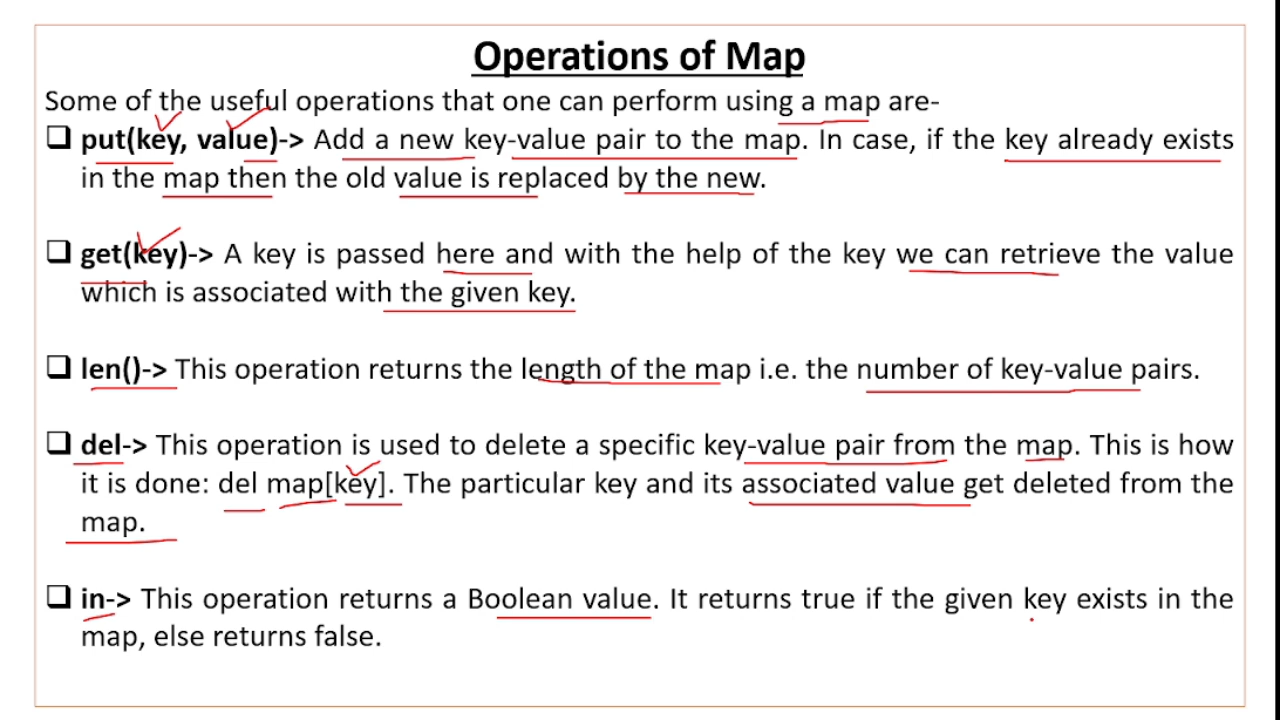 Operations of Map
Some of the useful operations that one can perform using a map are-
❑ put(key, value)-> Add a new key-value pair to the map. In case, if the key already exists
in the map then the old value is replaced by the new.
❑ get(key)-> A key is passed here and with the help of the key we can retrieve the value
which is associated with the given key.
❑ len()-> This operation returns the length of the map i.e. the number of key-value pairs.
❑ del-> This operation is used to delete a specific key-value pair from the map. This is how
it is done: del map[key]. The particular key and its associated value get deleted from the
map.
❑ in-> This operation returns a Boolean value. It returns true if the given key exists in the
map, else returns false.